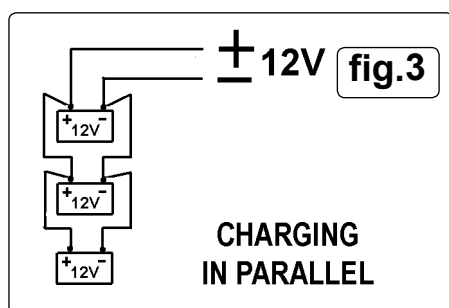 + 12V fig.3
−
+ −
12V
+ −
12V
+ −
12V
CHARGING
IN PARALLEL